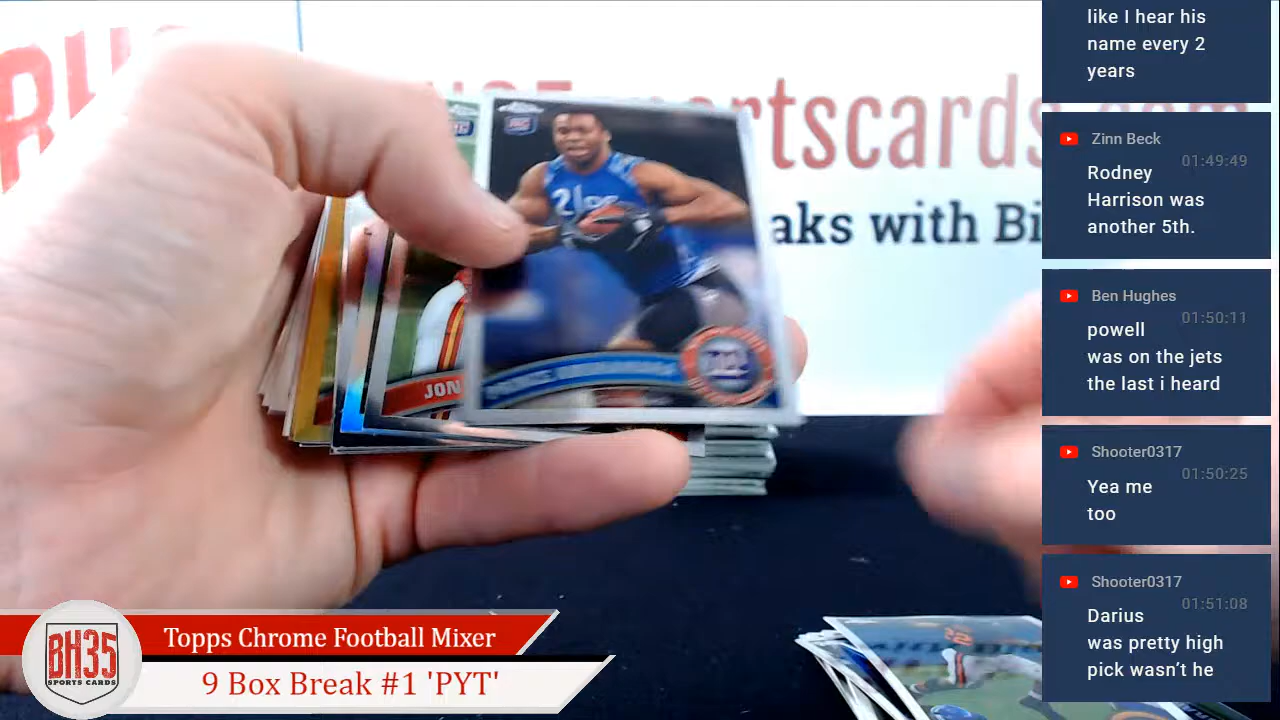 like I hear his
name every 2
years
Zinn Beck
01:49:49
Rodney
Harrison was
another 5th.
Ben Hughes
01:50:11
powell
was on the jets
the last i heard
Shooter0317
01:50:25
Yea me
too
Shooter0317
01:51:08
Darius
was pretty high
pick wasn't he
rtscards.com
aks with Bi
RC
JON
BH35
SPORTS CARDS
Topps Chrome Football Mixer
9 Box Break #1 'PYT'